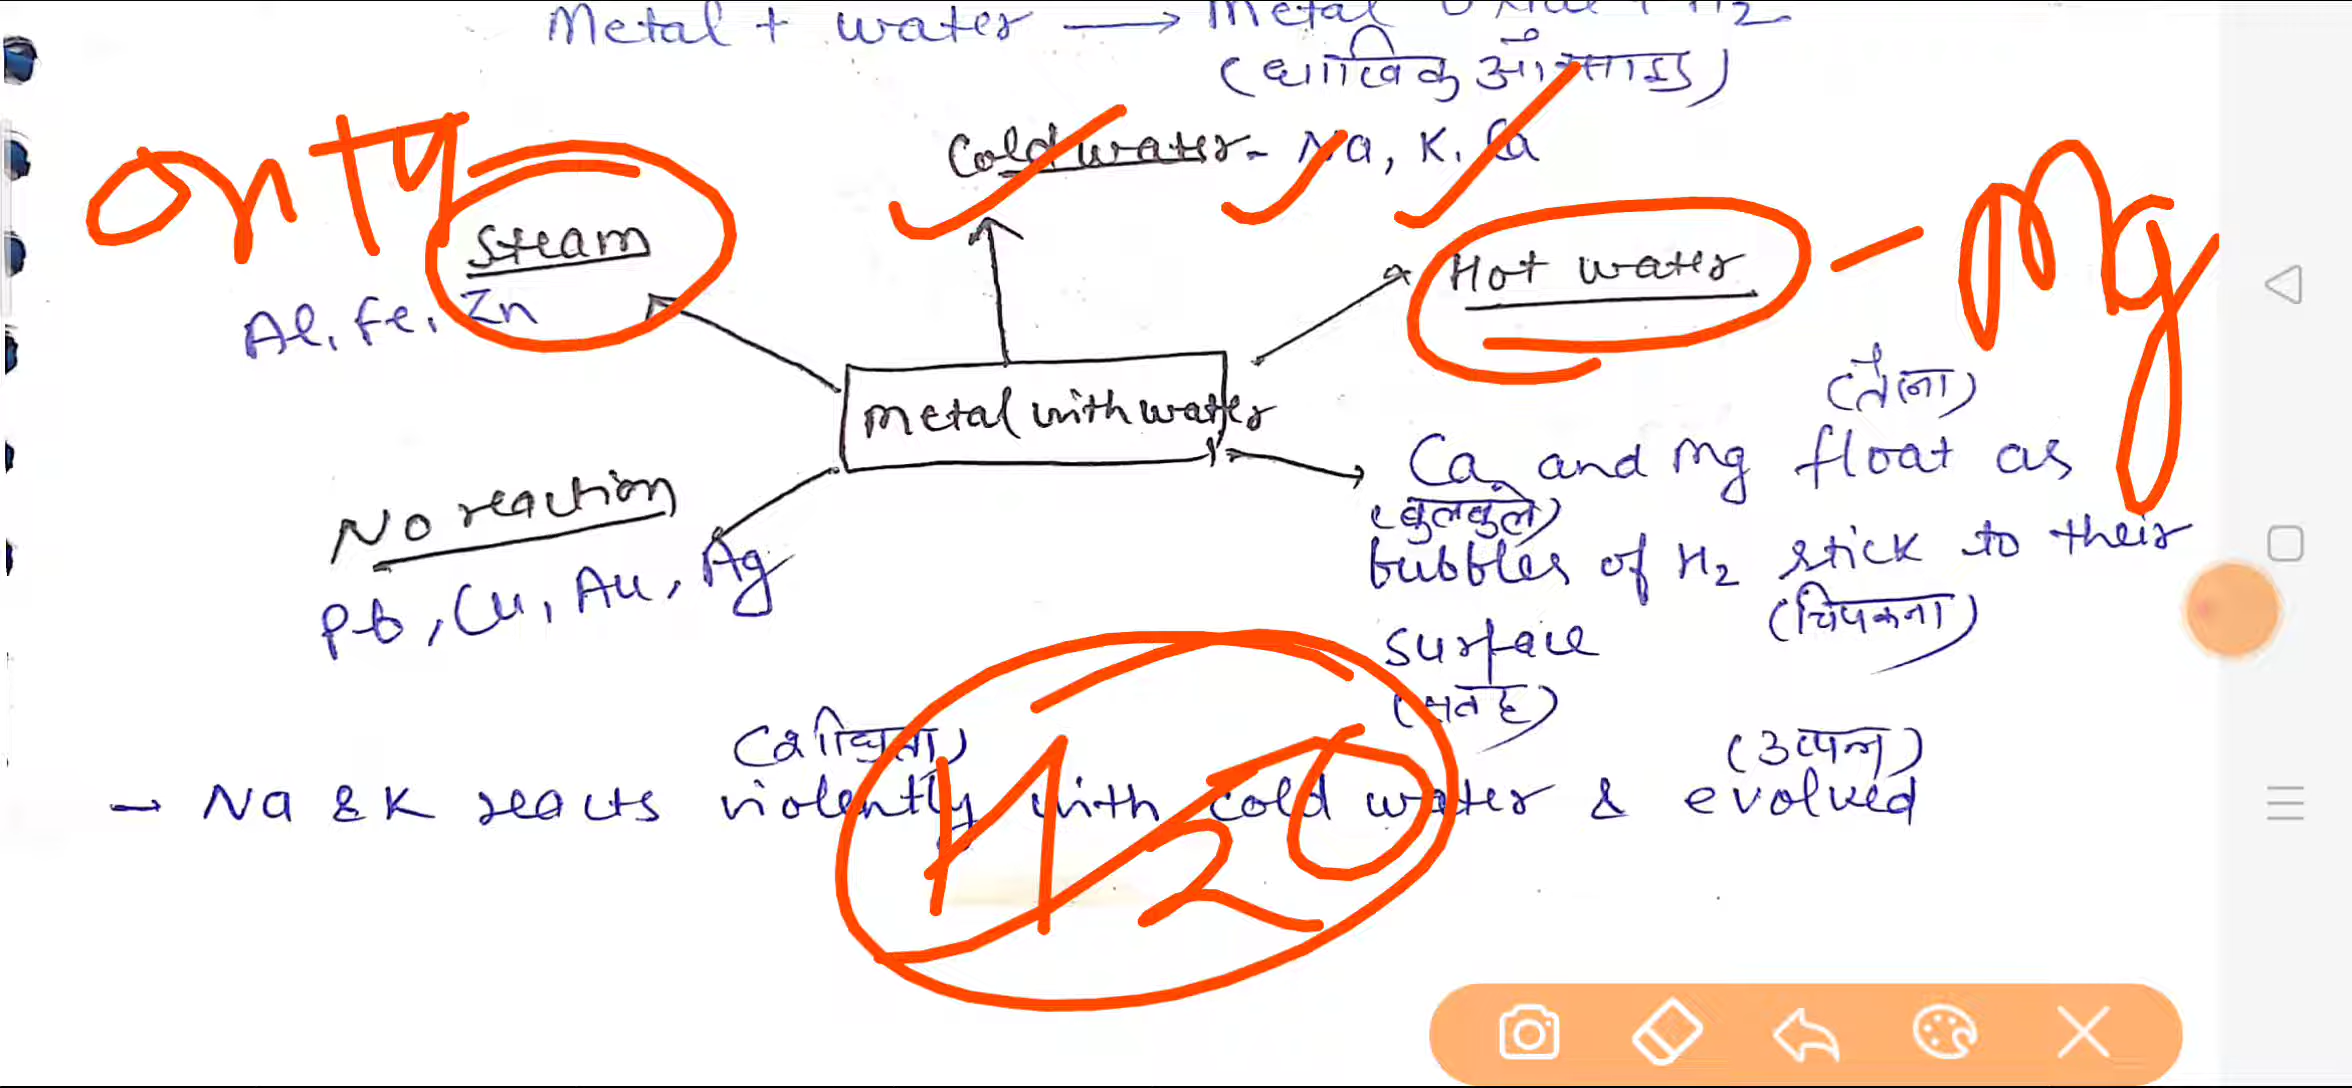 Metal + water → Metal Oxide + H2
(धात्विक ऑक्साइड)
Cold water - Na, K, Ca
only
Steam
Al, Fe, Zn
Hot water - Mg
Metal with water
(तैरना)
Ca and Mg float as
(बुलबुले)
bubbles of H2 stick to their
(चिपकना)
surface
(सतह)
No reaction
Pb, Cu, Au, Ag
(उत्पन्न)
→ Na & K reacts violently with cold water & evolved
H2O